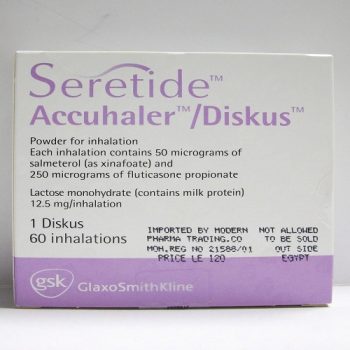 Seretide™
Accuhaler™/Diskus™
Powder for inhalation
Each inhalation contains 50 micrograms of
salmeterol (as xinafoate) and
250 micrograms of fluticasone propionate
Lactose monohydrate (contains milk protein)
12.5 mg/inhalation
1 Diskus
60 inhalations
IMPORTED BY MODERN NOT ALLOWED
PHARMA TRADING.CO TO BE SOLD
MOH.REG NO 21588/01 OUT SIDE
PRICE LE 120 EGYPT
gsk GlaxoSmithKline